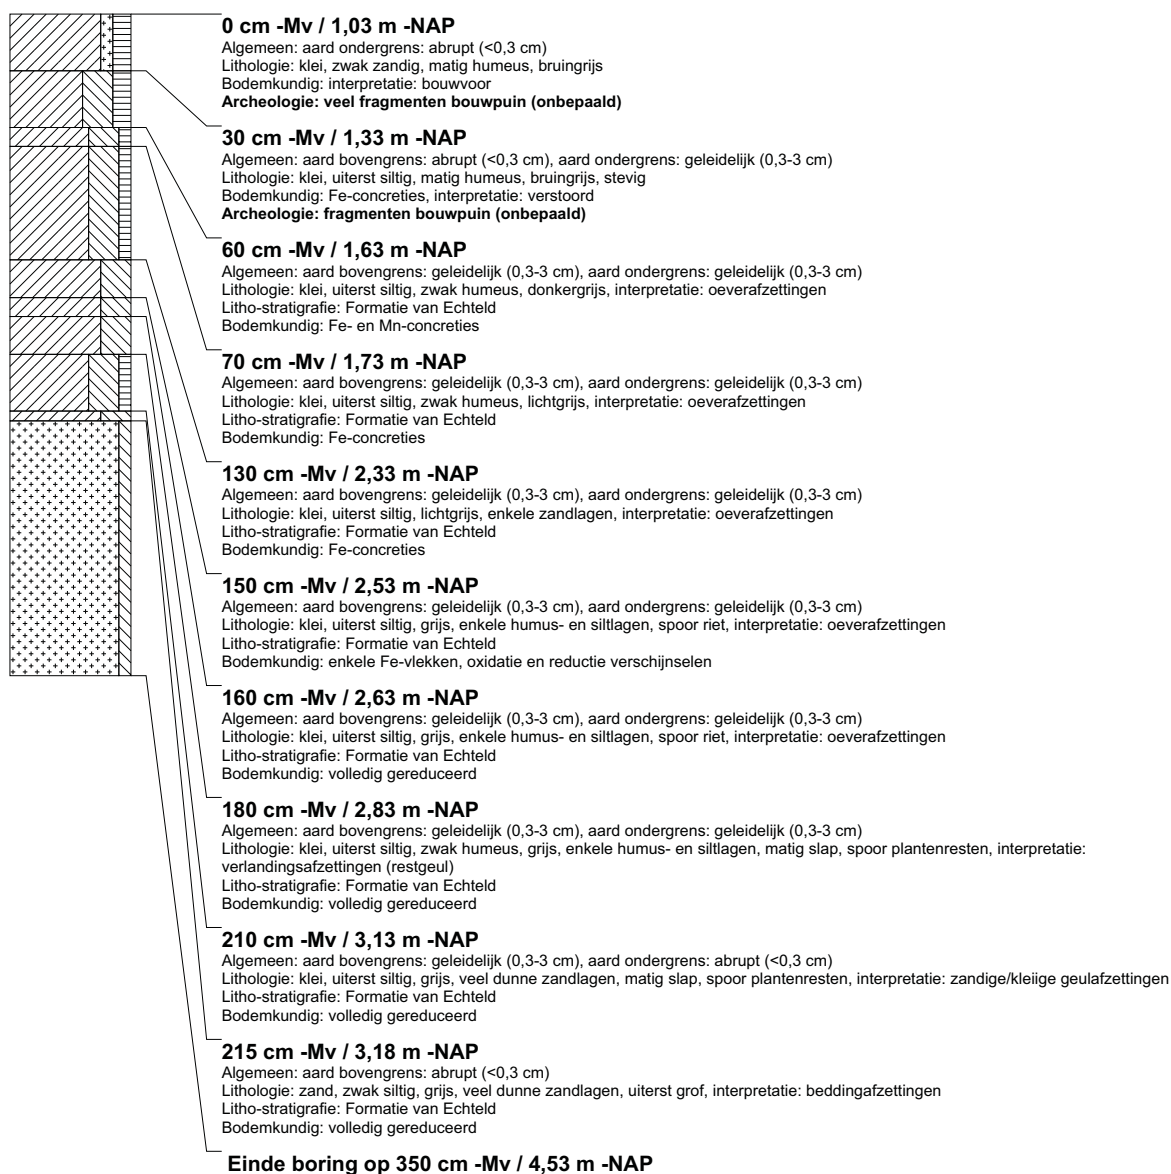 0 cm -Mv / 1,03 m -NAP
Algemeen: aard ondergrens: abrupt (<0,3 cm)
Lithologie: klei, zwak zandig, matig humeus, bruingrijs
Bodemkundig: interpretatie: bouwvoor
Archeologie: veel fragmenten bouwpuin (onbepaald)
30 cm -Mv / 1,33 m -NAP
Algemeen: aard bovengrens: abrupt (<0,3 cm), aard ondergrens: geleidelijk (0,3-3 cm)
Lithologie: klei, uiterst siltig, matig humeus, bruingrijs, stevig
Bodemkundig: Fe-concreties, interpretatie: verstoord
Archeologie: fragmenten bouwpuin (onbepaald)
60 cm -Mv / 1,63 m -NAP
Algemeen: aard bovengrens: geleidelijk (0,3-3 cm), aard ondergrens: geleidelijk (0,3-3 cm)
Lithologie: klei, uiterst siltig, zwak humeus, donkergrijs, interpretatie: oeverafzettingen
Litho-stratigrafie: Formatie van Echteld
Bodemkundig: Fe- en Mn-concreties
70 cm -Mv / 1,73 m -NAP
Algemeen: aard bovengrens: geleidelijk (0,3-3 cm), aard ondergrens: geleidelijk (0,3-3 cm)
Lithologie: klei, uiterst siltig, zwak humeus, lichtgrijs, interpretatie: oeverafzettingen
Litho-stratigrafie: Formatie van Echteld
Bodemkundig: Fe-concreties
130 cm -Mv / 2,33 m -NAP
Algemeen: aard bovengrens: geleidelijk (0,3-3 cm), aard ondergrens: geleidelijk (0,3-3 cm)
Lithologie: klei, uiterst siltig, lichtgrijs, enkele zandlagen, interpretatie: oeverafzettingen
Litho-stratigrafie: Formatie van Echteld
Bodemkundig: Fe-concreties
150 cm -Mv / 2,53 m -NAP
Algemeen: aard bovengrens: geleidelijk (0,3-3 cm), aard ondergrens: geleidelijk (0,3-3 cm)
Lithologie: klei, uiterst siltig, grijs, enkele humus- en siltlagen, spoor riet, interpretatie: oeverafzettingen
Litho-stratigrafie: Formatie van Echteld
Bodemkundig: enkele Fe-vlekken, oxidatie en reductie verschijnselen
160 cm -Mv / 2,63 m -NAP
Algemeen: aard bovengrens: geleidelijk (0,3-3 cm), aard ondergrens: geleidelijk (0,3-3 cm)
Lithologie: klei, uiterst siltig, grijs, enkele humus- en siltlagen, spoor riet, interpretatie: oeverafzettingen
Litho-stratigrafie: Formatie van Echteld
Bodemkundig: volledig gereduceerd
180 cm -Mv / 2,83 m -NAP
Algemeen: aard bovengrens: geleidelijk (0,3-3 cm), aard ondergrens: geleidelijk (0,3-3 cm)
Lithologie: klei, uiterst siltig, zwak humeus, grijs, enkele humus- en siltlagen, matig slap, spoor plantenresten, interpretatie:
verlandingsafzettingen (restgeul)
Litho-stratigrafie: Formatie van Echteld
Bodemkundig: volledig gereduceerd
210 cm -Mv / 3,13 m -NAP
Algemeen: aard bovengrens: geleidelijk (0,3-3 cm), aard ondergrens: abrupt (<0,3 cm)
Lithologie: klei, uiterst siltig, grijs, veel dunne zandlagen, matig slap, spoor plantenresten, interpretatie: zandige/kleiige geulafzettingen
Litho-stratigrafie: Formatie van Echteld
Bodemkundig: volledig gereduceerd
215 cm -Mv / 3,18 m -NAP
Algemeen: aard bovengrens: abrupt (<0,3 cm)
Lithologie: zand, zwak siltig, grijs, veel dunne zandlagen, uiterst grof, interpretatie: beddingafzettingen
Litho-stratigrafie: Formatie van Echteld
Bodemkundig: volledig gereduceerd
Einde boring op 350 cm -Mv / 4,53 m -NAP